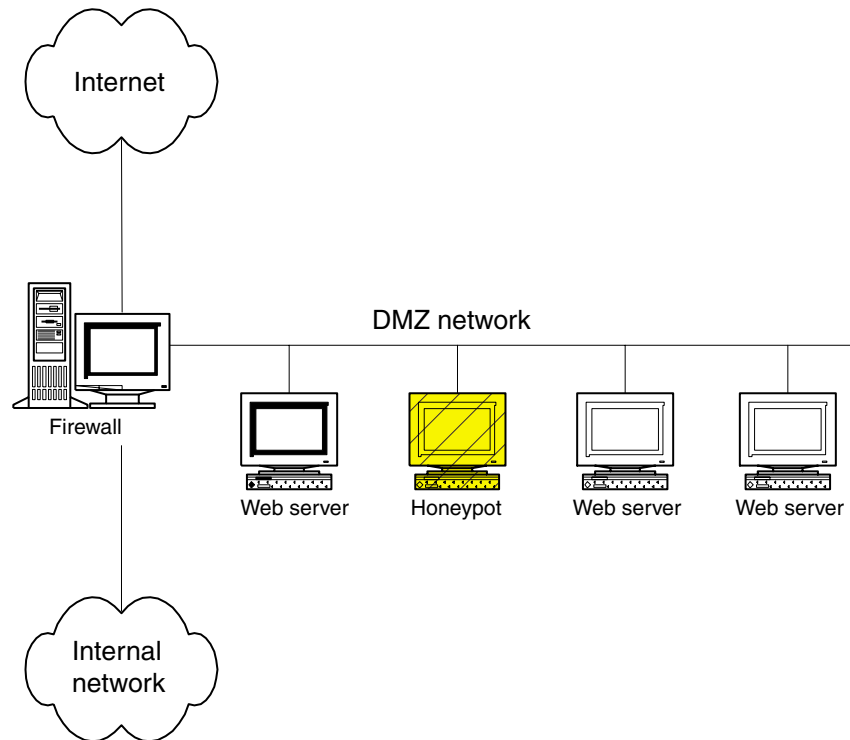 Internet
DMZ network
Firewall
Web server
Honeypot
Web server
Web server
Internal
network